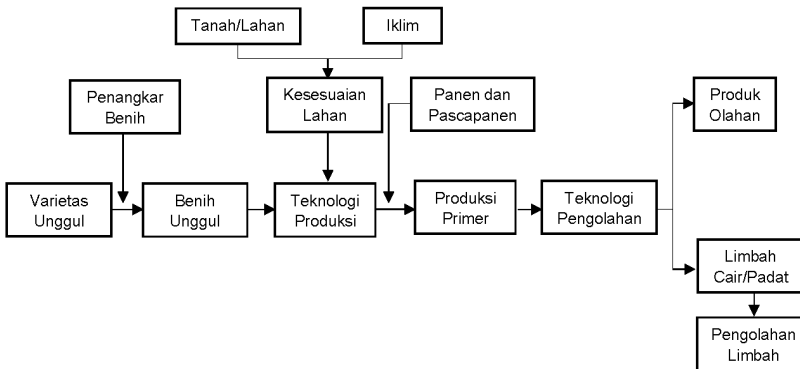 Tanah/Lahan
Iklim
Penangkar
Benih
Kesesuaian
Lahan
Panen dan
Pascapanen
Produk
Olahan
Varietas
Unggul
Benih
Unggul
Teknologi
Produksi
Produksi
Primer
Teknologi
Pengolahan
Limbah
Cair/Padat
Pengolahan
Limbah